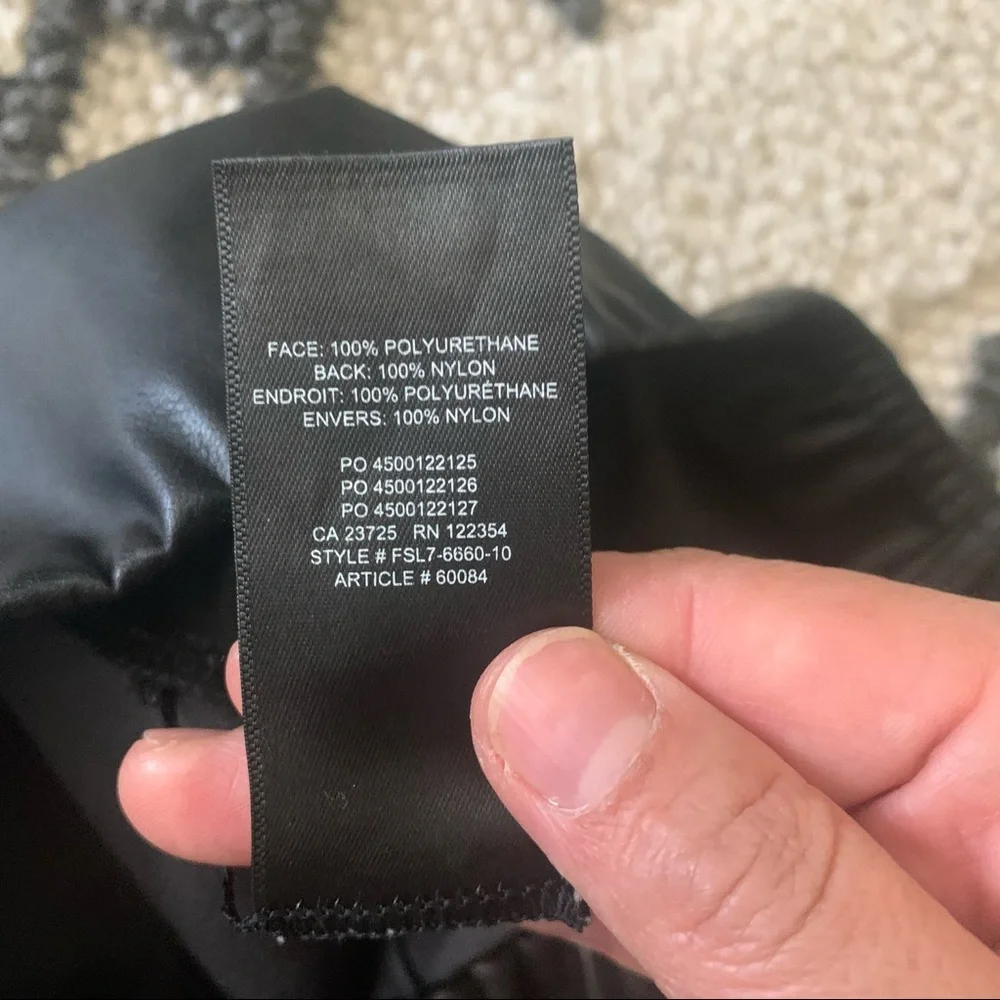 FACE: 100% POLYURETHANE
BACK: 100% NYLON
ENDROIT: 100% POLYURÉTHANE
ENVERS: 100% NYLON
PO 4500122125
PO 4500122126
PO 4500122127
CA 23725 RN 122354
STYLE # FSL7-6660-10
ARTICLE # 60084